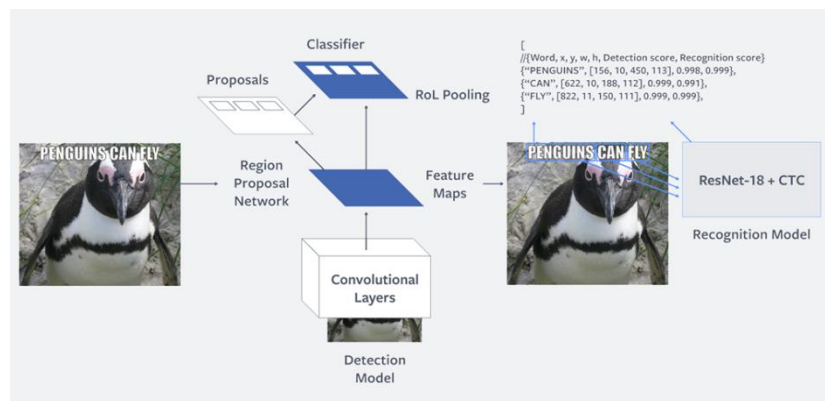 Classifier
Proposals
RoL Pooling
Region
Proposal
Network
Feature
Maps
Convolutional
Layers
Detection
Model
PENGUINS CAN FLY
[
//{Word, x, y, w, h, Detection score, Recognition score}
{“PENGUINS”, [156, 10, 450, 113], 0.998, 0.999},
{“CAN”, [622, 10, 188, 112], 0.999, 0.991},
{“FLY”, [822, 11, 150, 111], 0.999, 0.999},
]
PENGUINS CAN FLY
ResNet-18 + CTC
Recognition Model